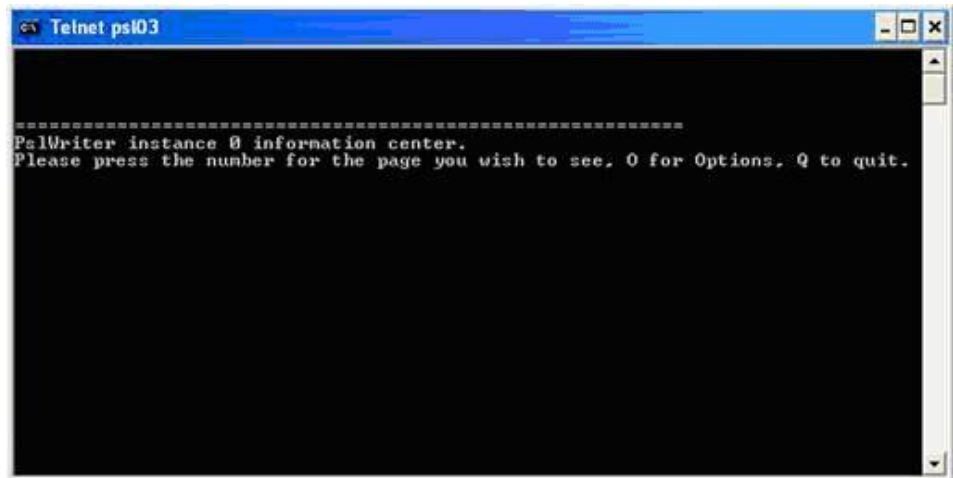 Telnet psl03
===========================================================
PslWriter instance 0 information center.
Please press the number for the page you wish to see, O for Options, Q to quit.